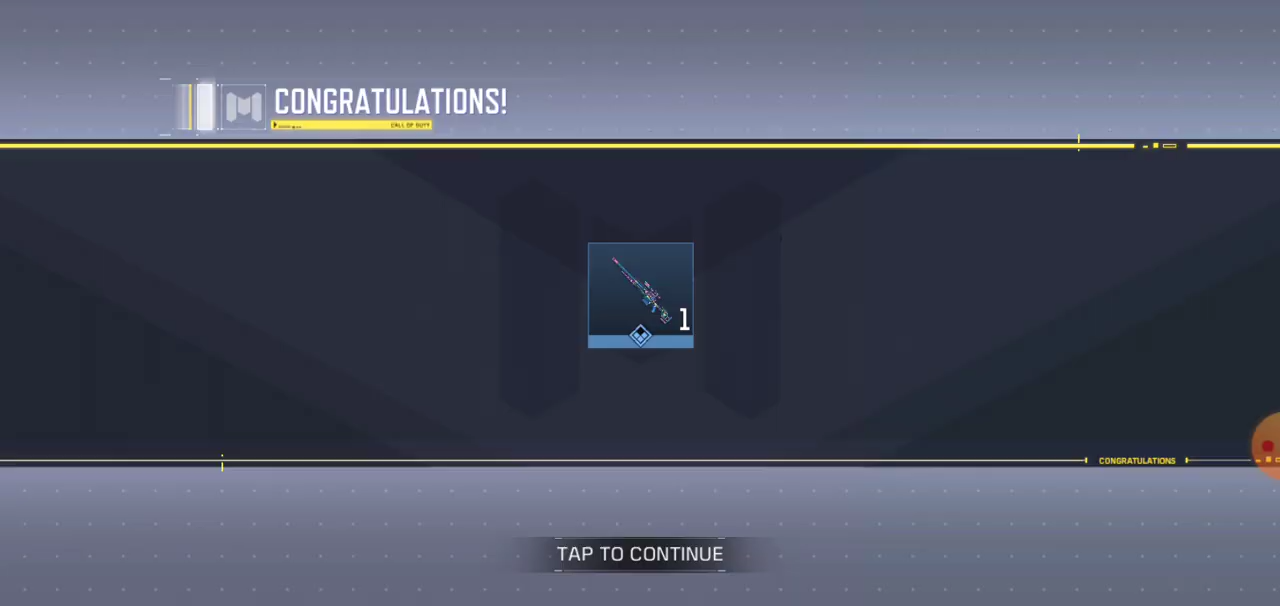 CONGRATULATIONS!
CALL OF DUTY
1
CONGRATULATIONS
TAP TO CONTINUE